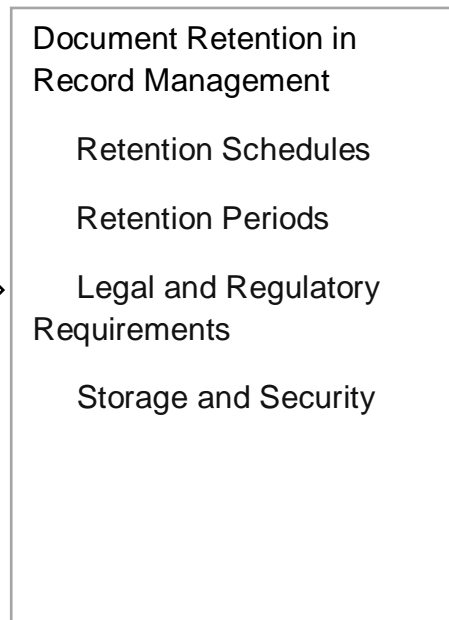 Document Retention in
Record Management
Retention Schedules
Retention Periods
Legal and Regulatory
Requirements
Storage and Security